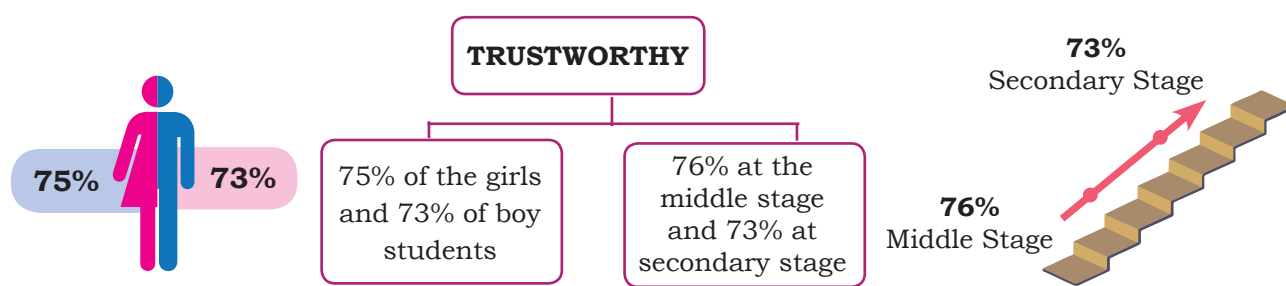 TRUSTWORTHY
75%
73%
75% of the girls
and 73% of boy
students
76% at the
middle stage
and 73% at
secondary stage
73%
Secondary Stage
76%
Middle Stage